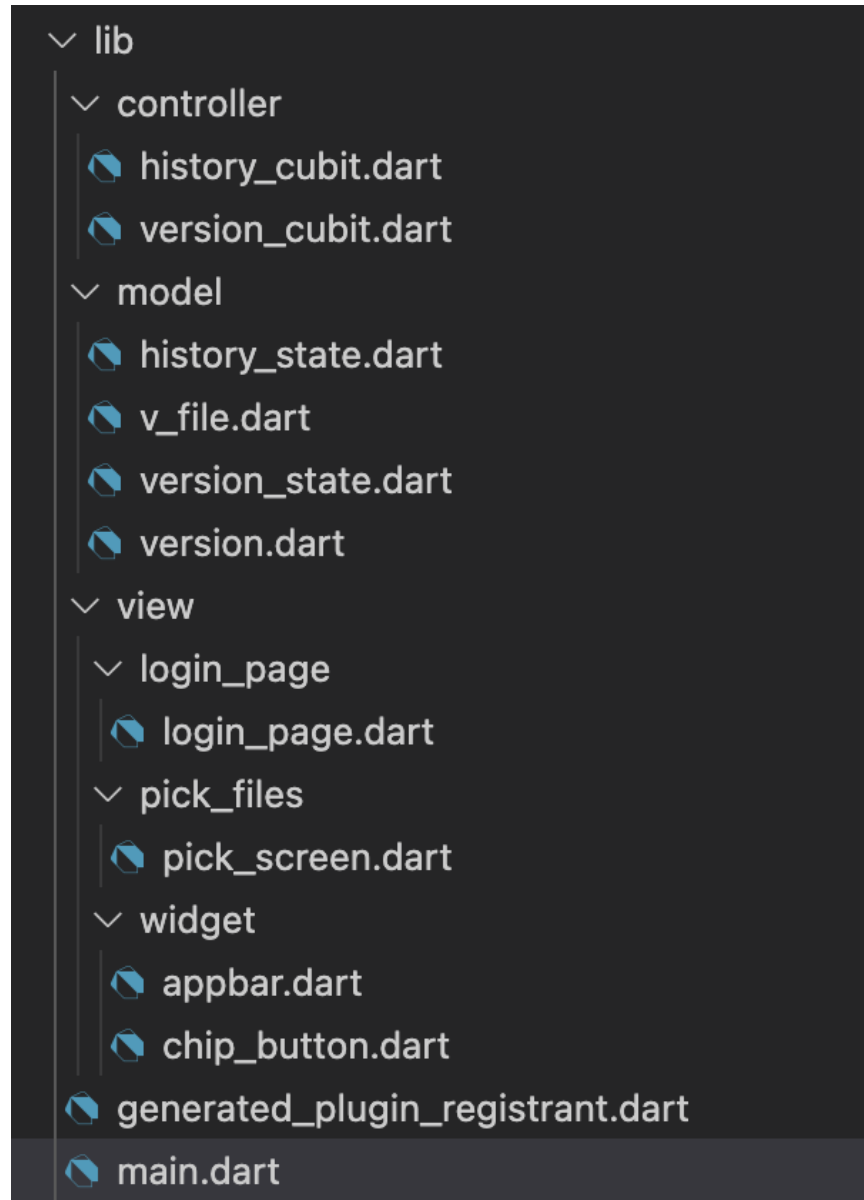 lib
controller
history_cubit.dart
version_cubit.dart
model
history_state.dart
v_file.dart
version_state.dart
version.dart
view
login_page
login_page.dart
pick_files
pick_screen.dart
widget
appbar.dart
chip_button.dart
generated_plugin_registrant.dart
main.dart